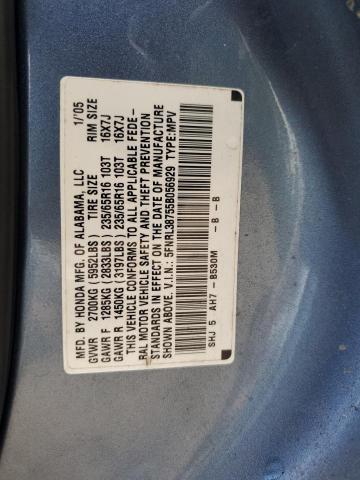 MFD. BY HONDA MFG. OF ALABAMA, LLC 1/'05
GVWR 2700KG (5952LBS) TIRE SIZE RIM SIZE
GAWR F 1285KG (2833LBS) 235/65R16 103T 16X7J
GAWR R 1450KG (3197LBS) 235/65R16 103T 16X7J
THIS VEHICLE CONFORMS TO ALL APPLICABLE FEDE-
RAL MOTOR VEHICLE SAFETY AND THEFT PREVENTION
STANDARDS IN EFFECT ON THE DATE OF MANUFACTURE
SHOWN ABOVE. V.I.N.: 5FNRL38755B056929 TYPE:MPV
SHJ 5 AH7 -B530M -B -B